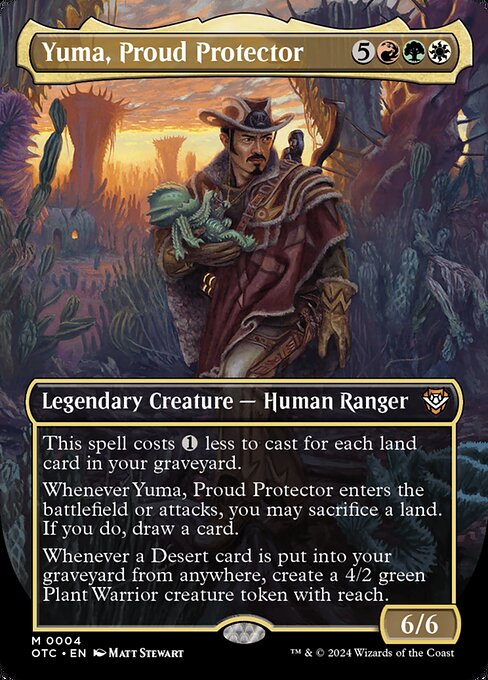 Yuma, Proud Protector 5
Legendary Creature — Human Ranger
This spell costs 1 less to cast for each land
card in your graveyard.
Whenever Yuma, Proud Protector enters the
battlefield or attacks, you may sacrifice a land.
If you do, draw a card.
Whenever a Desert card is put into your
graveyard from anywhere, create a 4/2 green
Plant Warrior creature token with reach.
6/6
M 0004
OTC • EN Matt Stewart
™ & © 2024 Wizards of the Coast